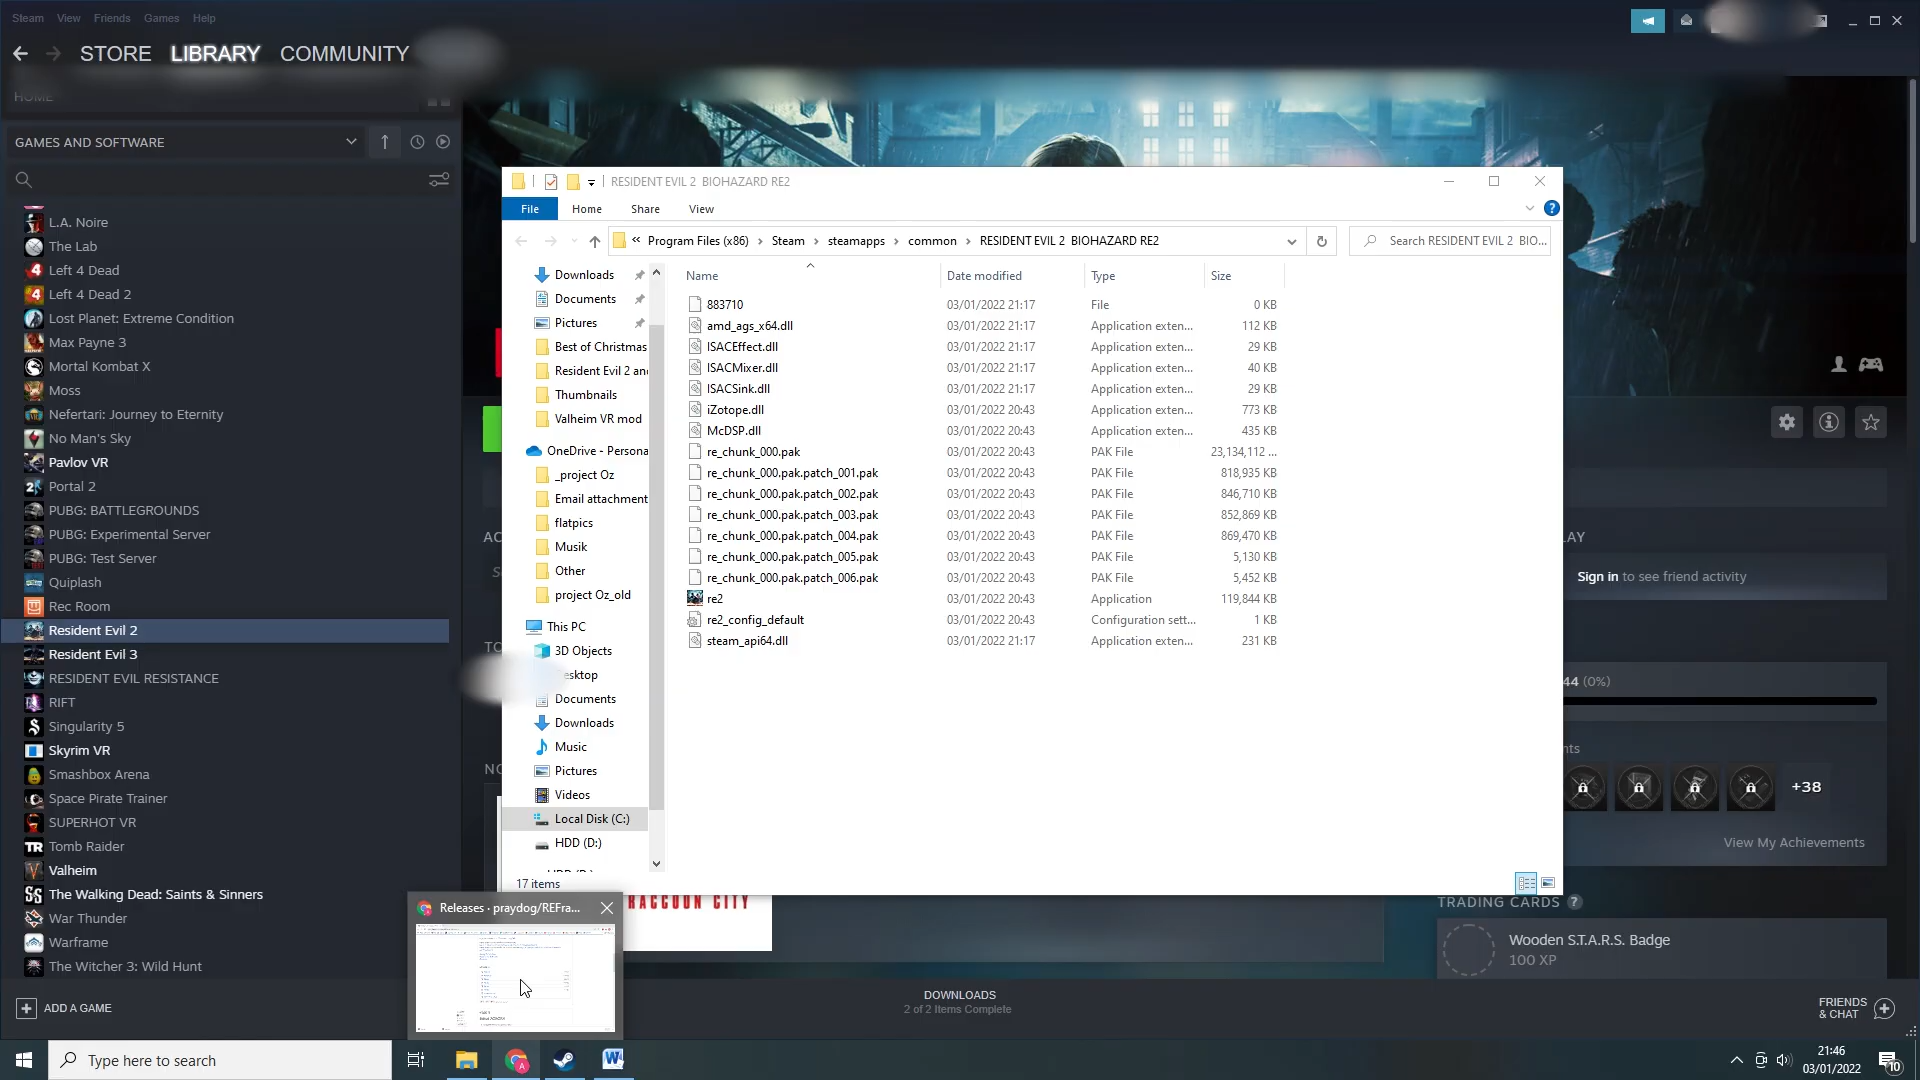 Steam View Friends Games Help
STORE LIBRARY COMMUNITY
HOME
GAMES AND SOFTWARE
L.A. Noire
The Lab
Left 4 Dead
Left 4 Dead 2
Lost Planet: Extreme Condition
Max Payne 3
Mortal Kombat X
Moss
Nefertari: Journey to Eternity
No Man's Sky
Pavlov VR
Portal 2
PUBG: BATTLEGROUNDS
PUBG: Experimental Server
PUBG: Test Server
Quiplash
Rec Room
Resident Evil 2
Resident Evil 3
RESIDENT EVIL RESISTANCE
RIFT
Singularity 5
Skyrim VR
Smashbox Arena
Space Pirate Trainer
SUPERHOT VR
Tomb Raider
Valheim
The Walking Dead: Saints & Sinners
War Thunder
Warframe
The Witcher 3: Wild Hunt
ADD A GAME
RESIDENT EVIL 2 BIOHAZARD RE2
File Home Share View
« Program Files (x86) > Steam > steamapps > common > RESIDENT EVIL 2 BIOHAZARD RE2
Search RESIDENT EVIL 2 BIO...
Downloads
Documents
Pictures
Best of Christmas
Resident Evil 2 and
Thumbnails
Valheim VR mod
OneDrive - Persona
_project Oz
Email attachment
flatpics
Musik
Other
project Oz_old
This PC
3D Objects
esktop
Documents
Downloads
Music
Pictures
Videos
Local Disk (C:)
HDD (D:)
17 items
Name Date modified Type Size
883710 03/01/2022 21:17 File 0 KB
amd_ags_x64.dll 03/01/2022 21:17 Application exten... 112 KB
ISACEffect.dll 03/01/2022 21:17 Application exten... 29 KB
ISACMixer.dll 03/01/2022 21:17 Application exten... 40 KB
ISACSink.dll 03/01/2022 21:17 Application exten... 29 KB
iZotope.dll 03/01/2022 20:43 Application exten... 773 KB
McDSP.dll 03/01/2022 20:43 Application exten... 435 KB
re_chunk_000.pak 03/01/2022 20:43 PAK File 23,134,112 ...
re_chunk_000.pak.patch_001.pak 03/01/2022 20:43 PAK File 818,935 KB
re_chunk_000.pak.patch_002.pak 03/01/2022 20:43 PAK File 846,710 KB
re_chunk_000.pak.patch_003.pak 03/01/2022 20:43 PAK File 852,869 KB
re_chunk_000.pak.patch_004.pak 03/01/2022 20:43 PAK File 869,470 KB
re_chunk_000.pak.patch_005.pak 03/01/2022 20:43 PAK File 5,130 KB
re_chunk_000.pak.patch_006.pak 03/01/2022 20:43 PAK File 5,452 KB
re2 03/01/2022 20:43 Application 119,844 KB
re2_config_default 03/01/2022 20:43 Configuration sett... 1 KB
steam_api64.dll 03/01/2022 21:17 Application exten... 231 KB
AC
TO
NO
LAY
Sign in to see friend activity
44 (0%)
nts
+38
View My Achievements
TRADING CARDS ?
Wooden S.T.A.R.S. Badge
100 XP
RACCOON CITY
Releases · praydog/REFra...
DOWNLOADS
2 of 2 Items Complete
FRIENDS
& CHAT
Type here to search
21:46
03/01/2022
10